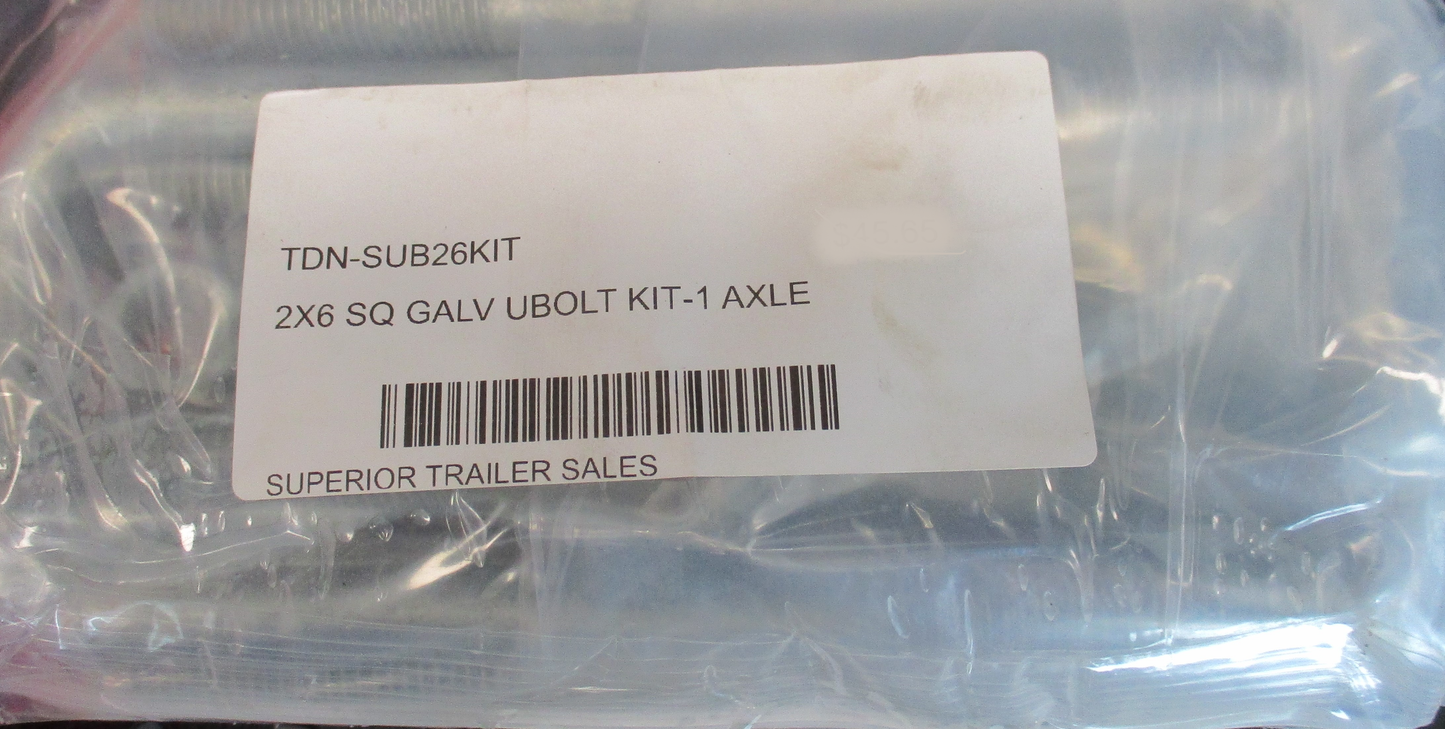 TDN-SUB26KIT
2X6 SQ GALV UBOLT KIT-1 AXLE
SUPERIOR TRAILER SALES